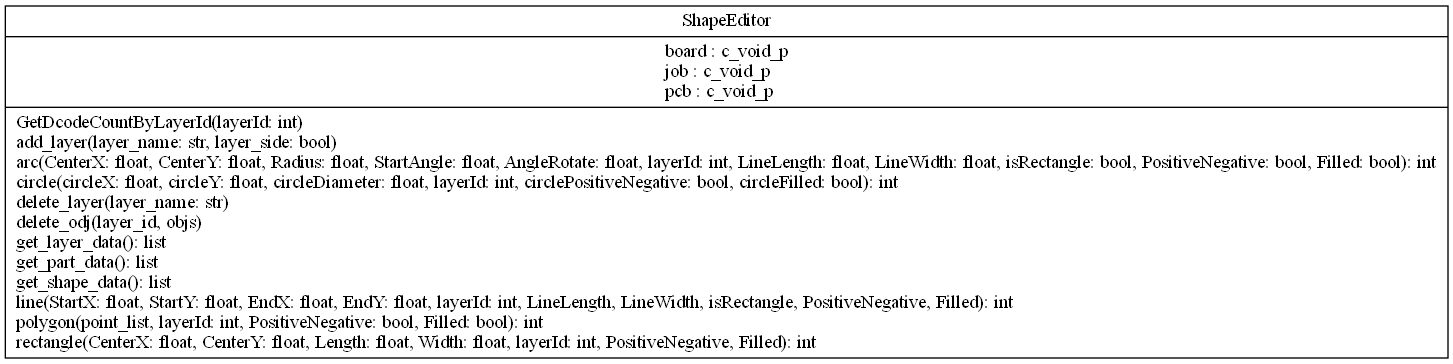 ShapeEditor
board : c_void_p
job : c_void_p
pcb : c_void_p
GetDcodeCountByLayerId(layerId: int)
add_layer(layer_name: str, layer_side: bool)
arc(CenterX: float, CenterY: float, Radius: float, StartAngle: float, AngleRotate: float, layerId: int, LineLength: float, LineWidth: float, isRectangle: bool, PositiveNegative: bool, Filled: bool): int
circle(circleX: float, circleY: float, circleDiameter: float, layerId: int, circlePositiveNegative: bool, circleFilled: bool): int
delete_layer(layer_name: str)
delete_odj(layer_id, objs)
get_layer_data(): list
get_part_data(): list
get_shape_data(): list
line(StartX: float, StartY: float, EndX: float, EndY: float, layerId: int, LineLength, LineWidth, isRectangle, PositiveNegative, Filled): int
polygon(point_list, layerId: int, PositiveNegative: bool, Filled: bool): int
rectangle(CenterX: float, CenterY: float, Length: float, Width: float, layerId: int, PositiveNegative, Filled): int